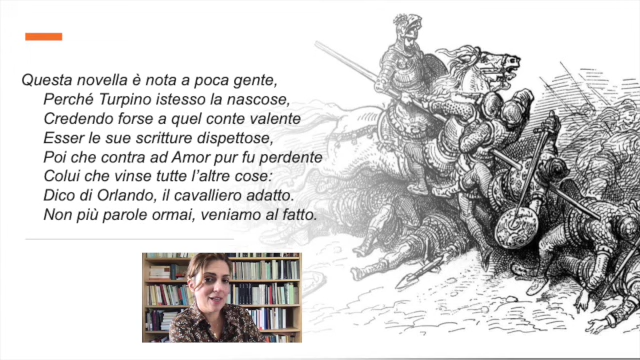 Questa novella è nota a poca gente,
Perché Turpino istesso la nascose,
Credendo forse a quel conte valente
Esser le sue scritture dispettose,
Poi che contra ad Amor pur fu perdente
Colui che vinse tutte l'altre cose:
Dico di Orlando, il cavalliero adatto.
Non più parole ormai, veniamo al fatto.